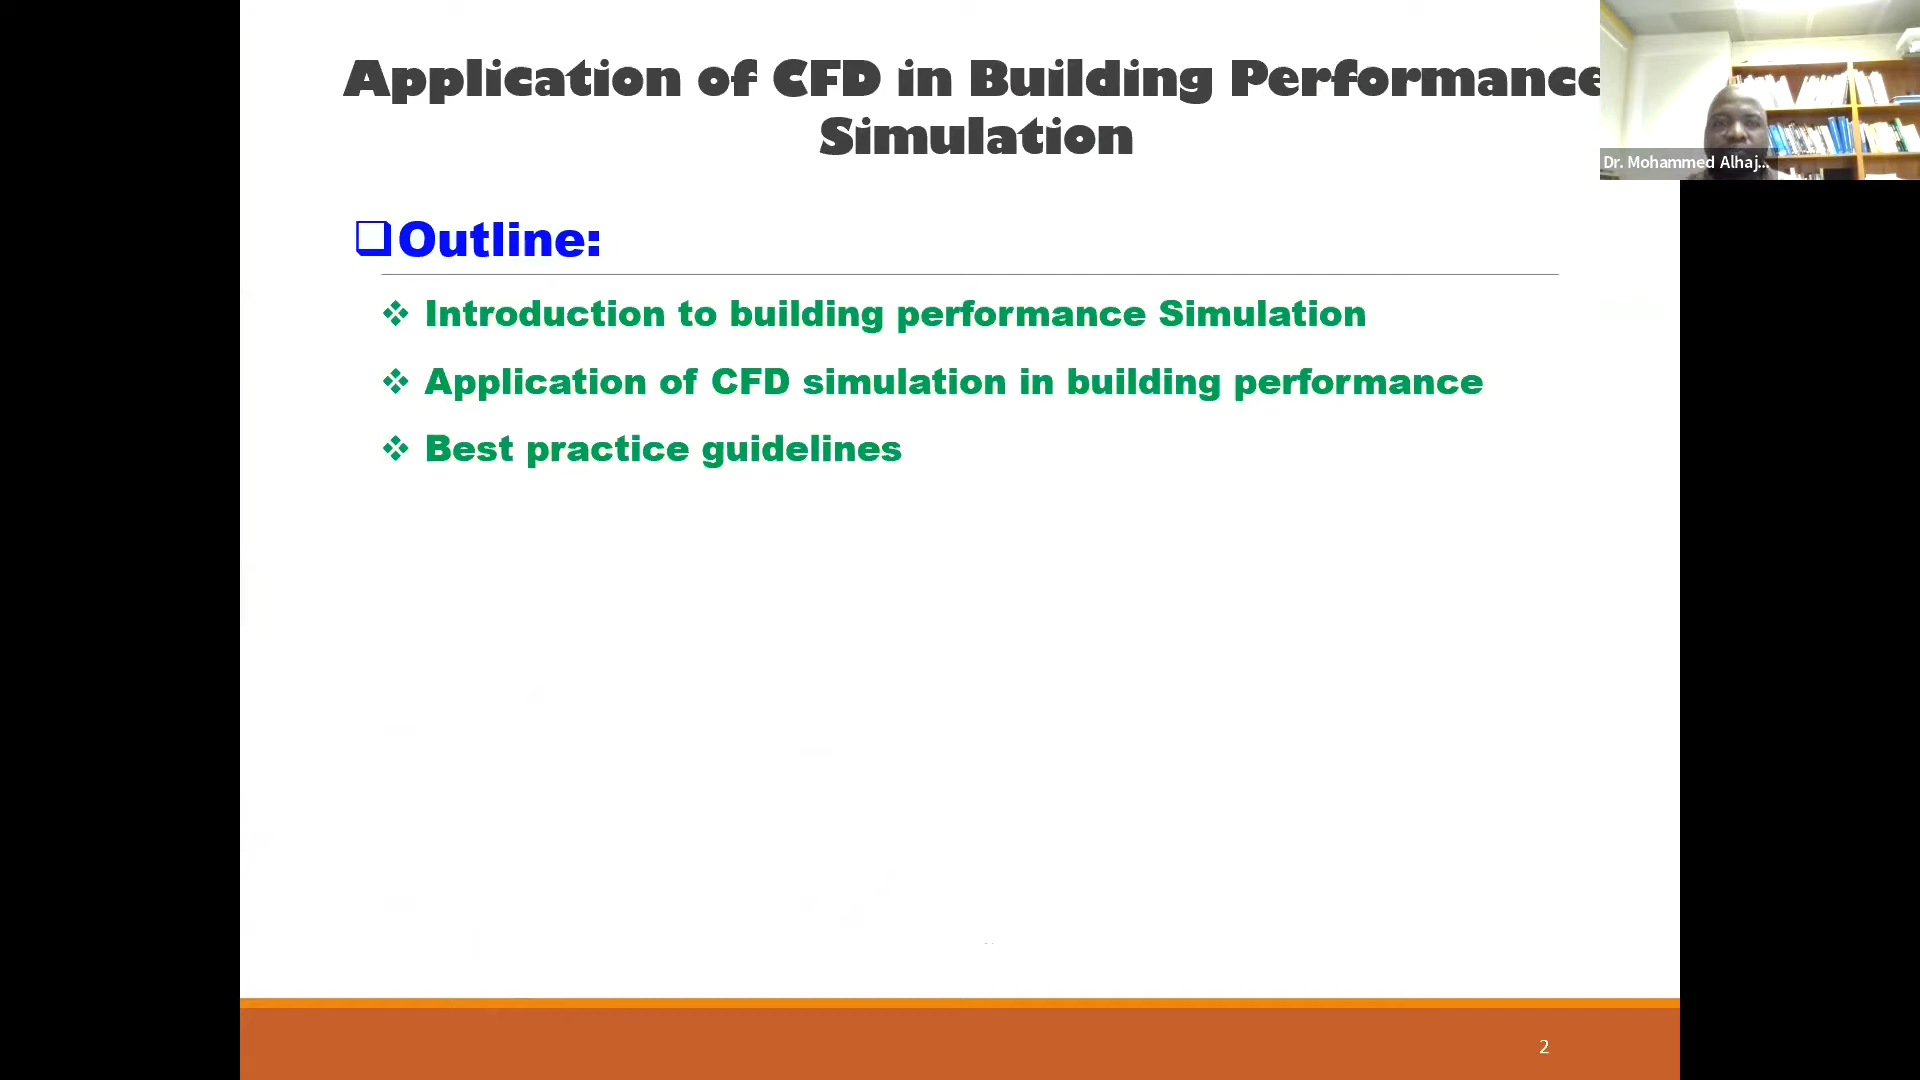 Application of CFD in Building Performance
Simulation
Dr. Mohammed Alhaj...
Outline:
Introduction to building performance Simulation
Application of CFD simulation in building performance
Best practice guidelines
2